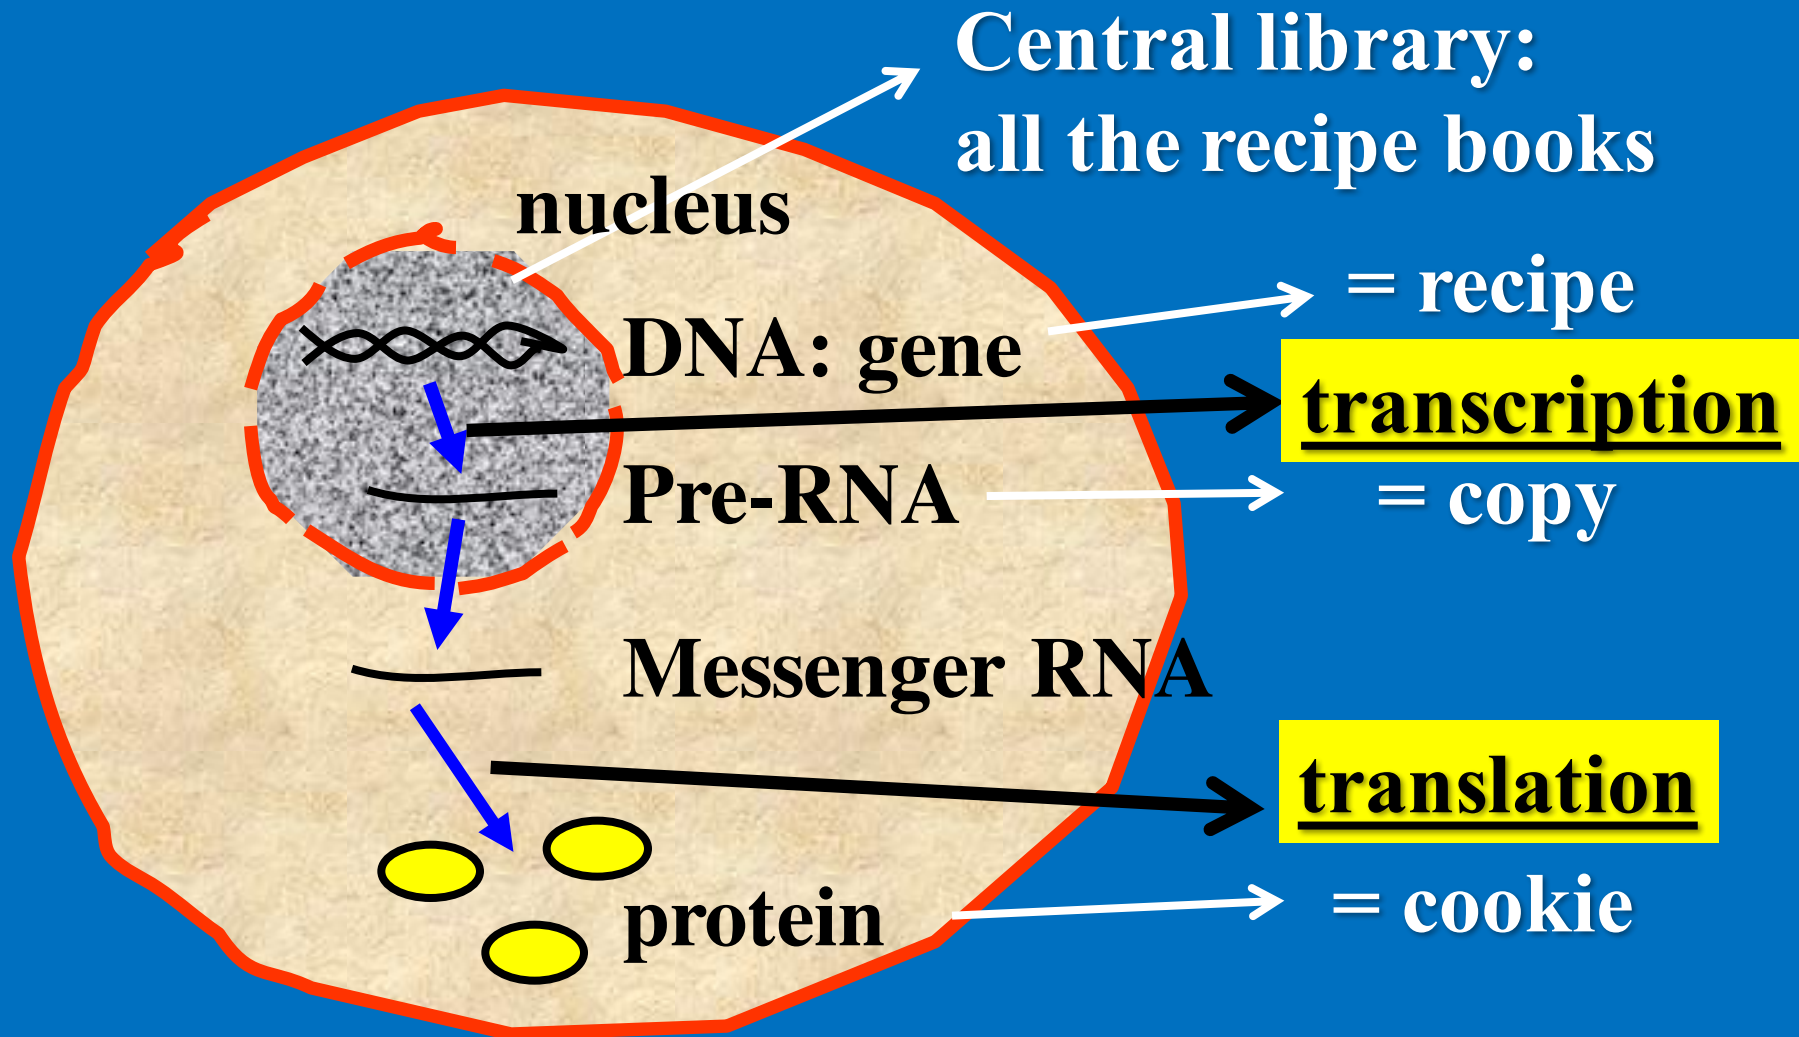 Central library:
all the recipe books
nucleus
= recipe
DNA: gene
transcription
Pre-RNA
= copy
Messenger RNA
translation
= cookie
protein